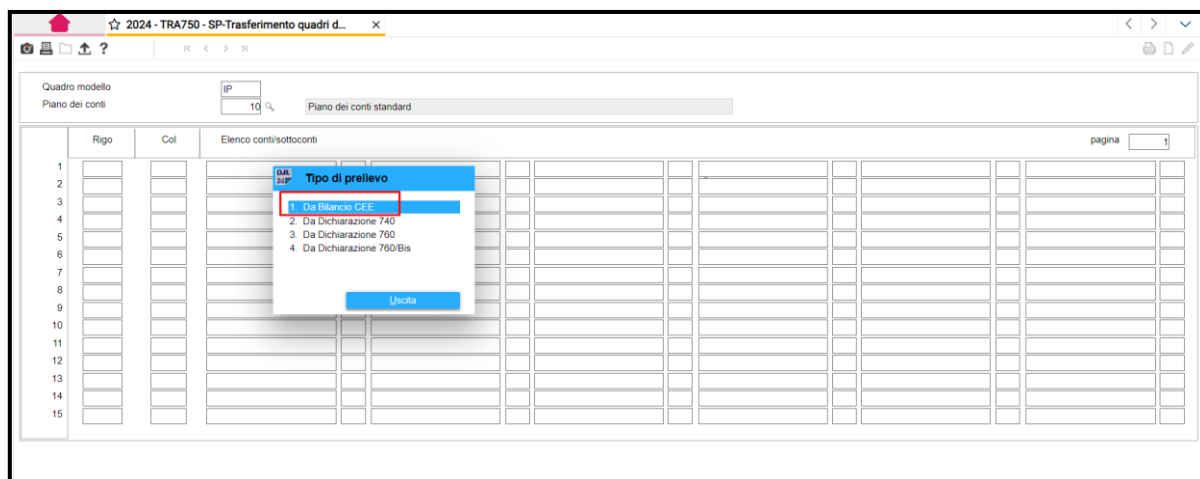 2024 - TRA750 - SP-Trasferimento quadri d...
Quadro modello IP
Piano dei conti 10 Piano dei conti standard
Rigo Col Elenco conti/sottoconti pagina 1
1
2
3
4
5
6
7
8
9
10
11
12
13
14
15
Tipo di prelievo
1. Da Bilancio CEE
2. Da Dichiarazione 740
3. Da Dichiarazione 760
4. Da Dichiarazione 760/Bis
Uscita